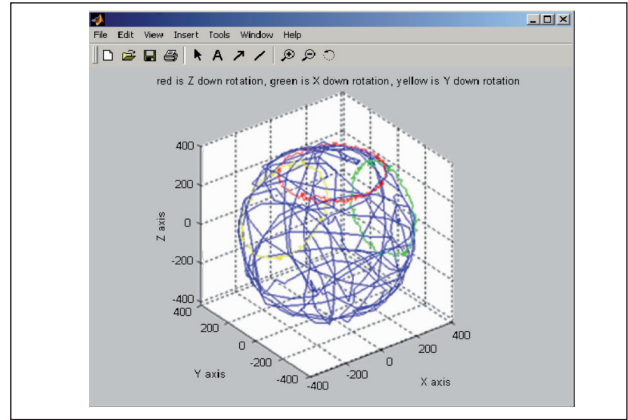 File Edit View Insert Tools Window Help
A
red is Z down rotation, green is X down rotation, yellow is Y down rotation
400
200
0
-200
-400
Z axis
400
200
0
-200
-400
Y axis
-400
-200
0
200
400
X axis